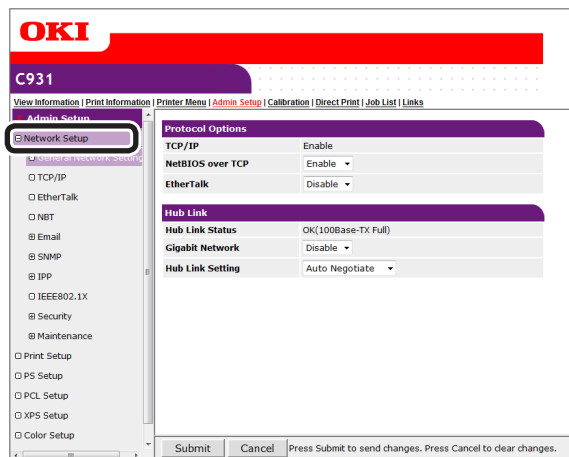 OKI
C931
View Information | Print Information | Printer Menu | Admin Setup | Calibration | Direct Print | Job List | Links
Admin Setup
Network Setup
General Network Setting
TCP/IP
EtherTalk
NBT
Email
SNMP
IPP
IEEE802.1X
Security
Maintenance
Print Setup
PS Setup
PCL Setup
XPS Setup
Color Setup
Protocol Options
TCP/IP Enable
NetBIOS over TCP Enable
EtherTalk Disable
Hub Link
Hub Link Status OK(100Base-TX Full)
Gigabit Network Disable
Hub Link Setting Auto Negotiate
Submit Cancel Press Submit to send changes. Press Cancel to clear changes.